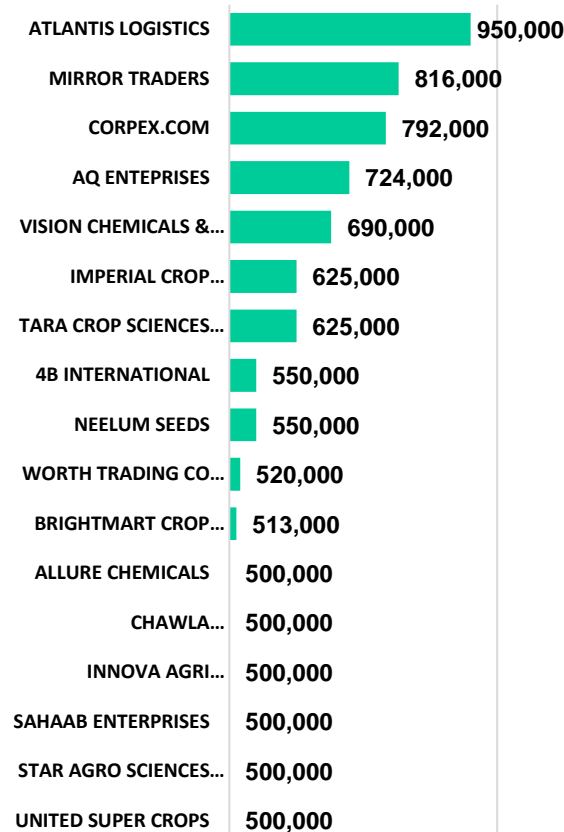 ATLANTIS LOGISTICS 950,000
MIRROR TRADERS 816,000
CORPEX.COM 792,000
AQ ENTEPRISES 724,000
VISION CHEMICALS &... 690,000
IMPERIAL CROP... 625,000
TARA CROP SCIENCES... 625,000
4B INTERNATIONAL 550,000
NEELUM SEEDS 550,000
WORTH TRADING CO... 520,000
BRIGHTMART CROP... 513,000
ALLURE CHEMICALS 500,000
CHAWLA... 500,000
INNOVA AGRI... 500,000
SAHAAB ENTERPRISES 500,000
STAR AGRO SCIENCES... 500,000
UNITED SUPER CROPS 500,000